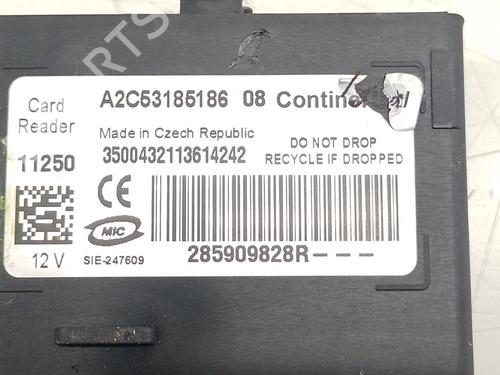 PARTS
Card Reader
A2C53185186 08 Continental
Made in Czech Republic
11250
3500432113614242
DO NOT DROP
RECYCLE IF DROPPED
CE
MIC
12 V
SIE-247609
285909828R---